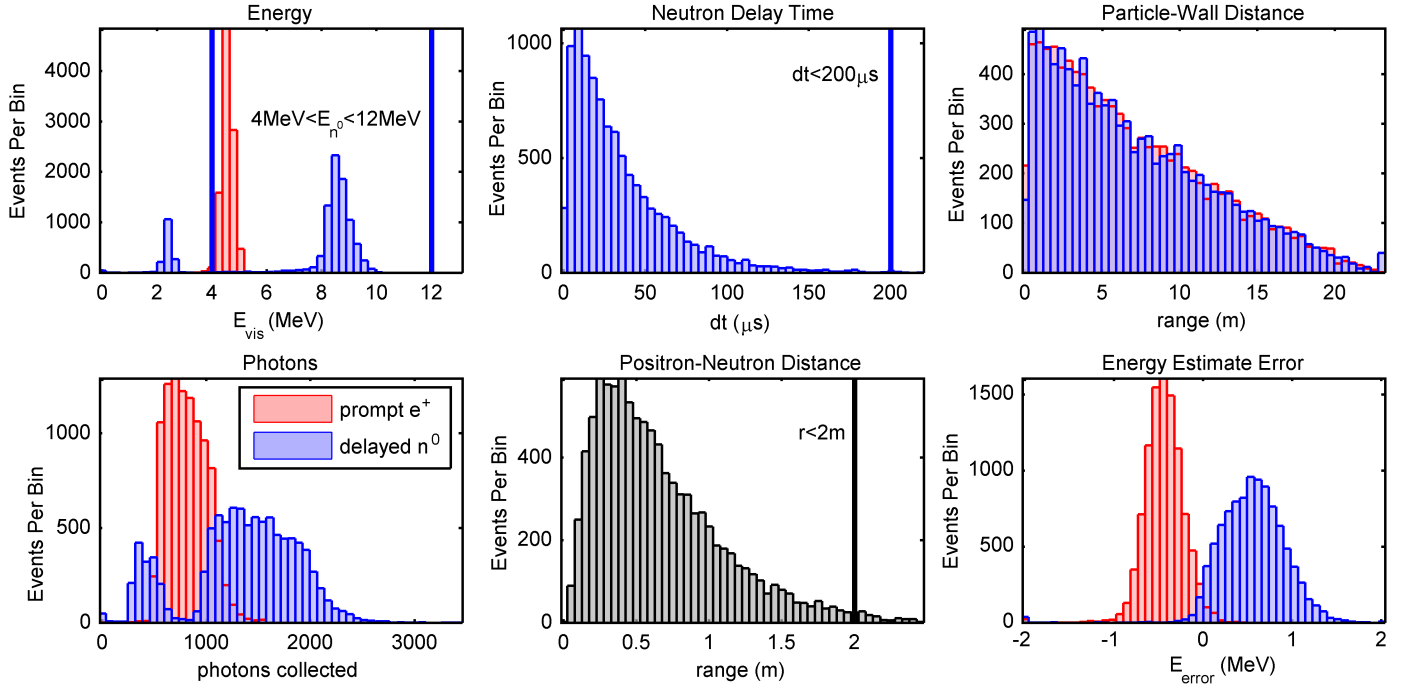 Energy
Events Per Bin
4000
3000
2000
1000
0
4MeV<E_n⁰<12MeV
0 2 4 6 8 10 12
E_vis (MeV)
Neutron Delay Time
Events Per Bin
1000
500
0
dt<200μs
0 50 100 150 200
dt (μs)
Particle-Wall Distance
Events Per Bin
400
300
200
100
0
0 5 10 15 20
range (m)
Photons
Events Per Bin
1000
500
0
prompt e⁺
delayed n⁰
0 1000 2000 3000
photons collected
Positron-Neutron Distance
Events Per Bin
400
200
0
r<2m
0 0.5 1 1.5 2
range (m)
Energy Estimate Error
Events Per Bin
1500
1000
500
0
-2 -1 0 1 2
E_error (MeV)